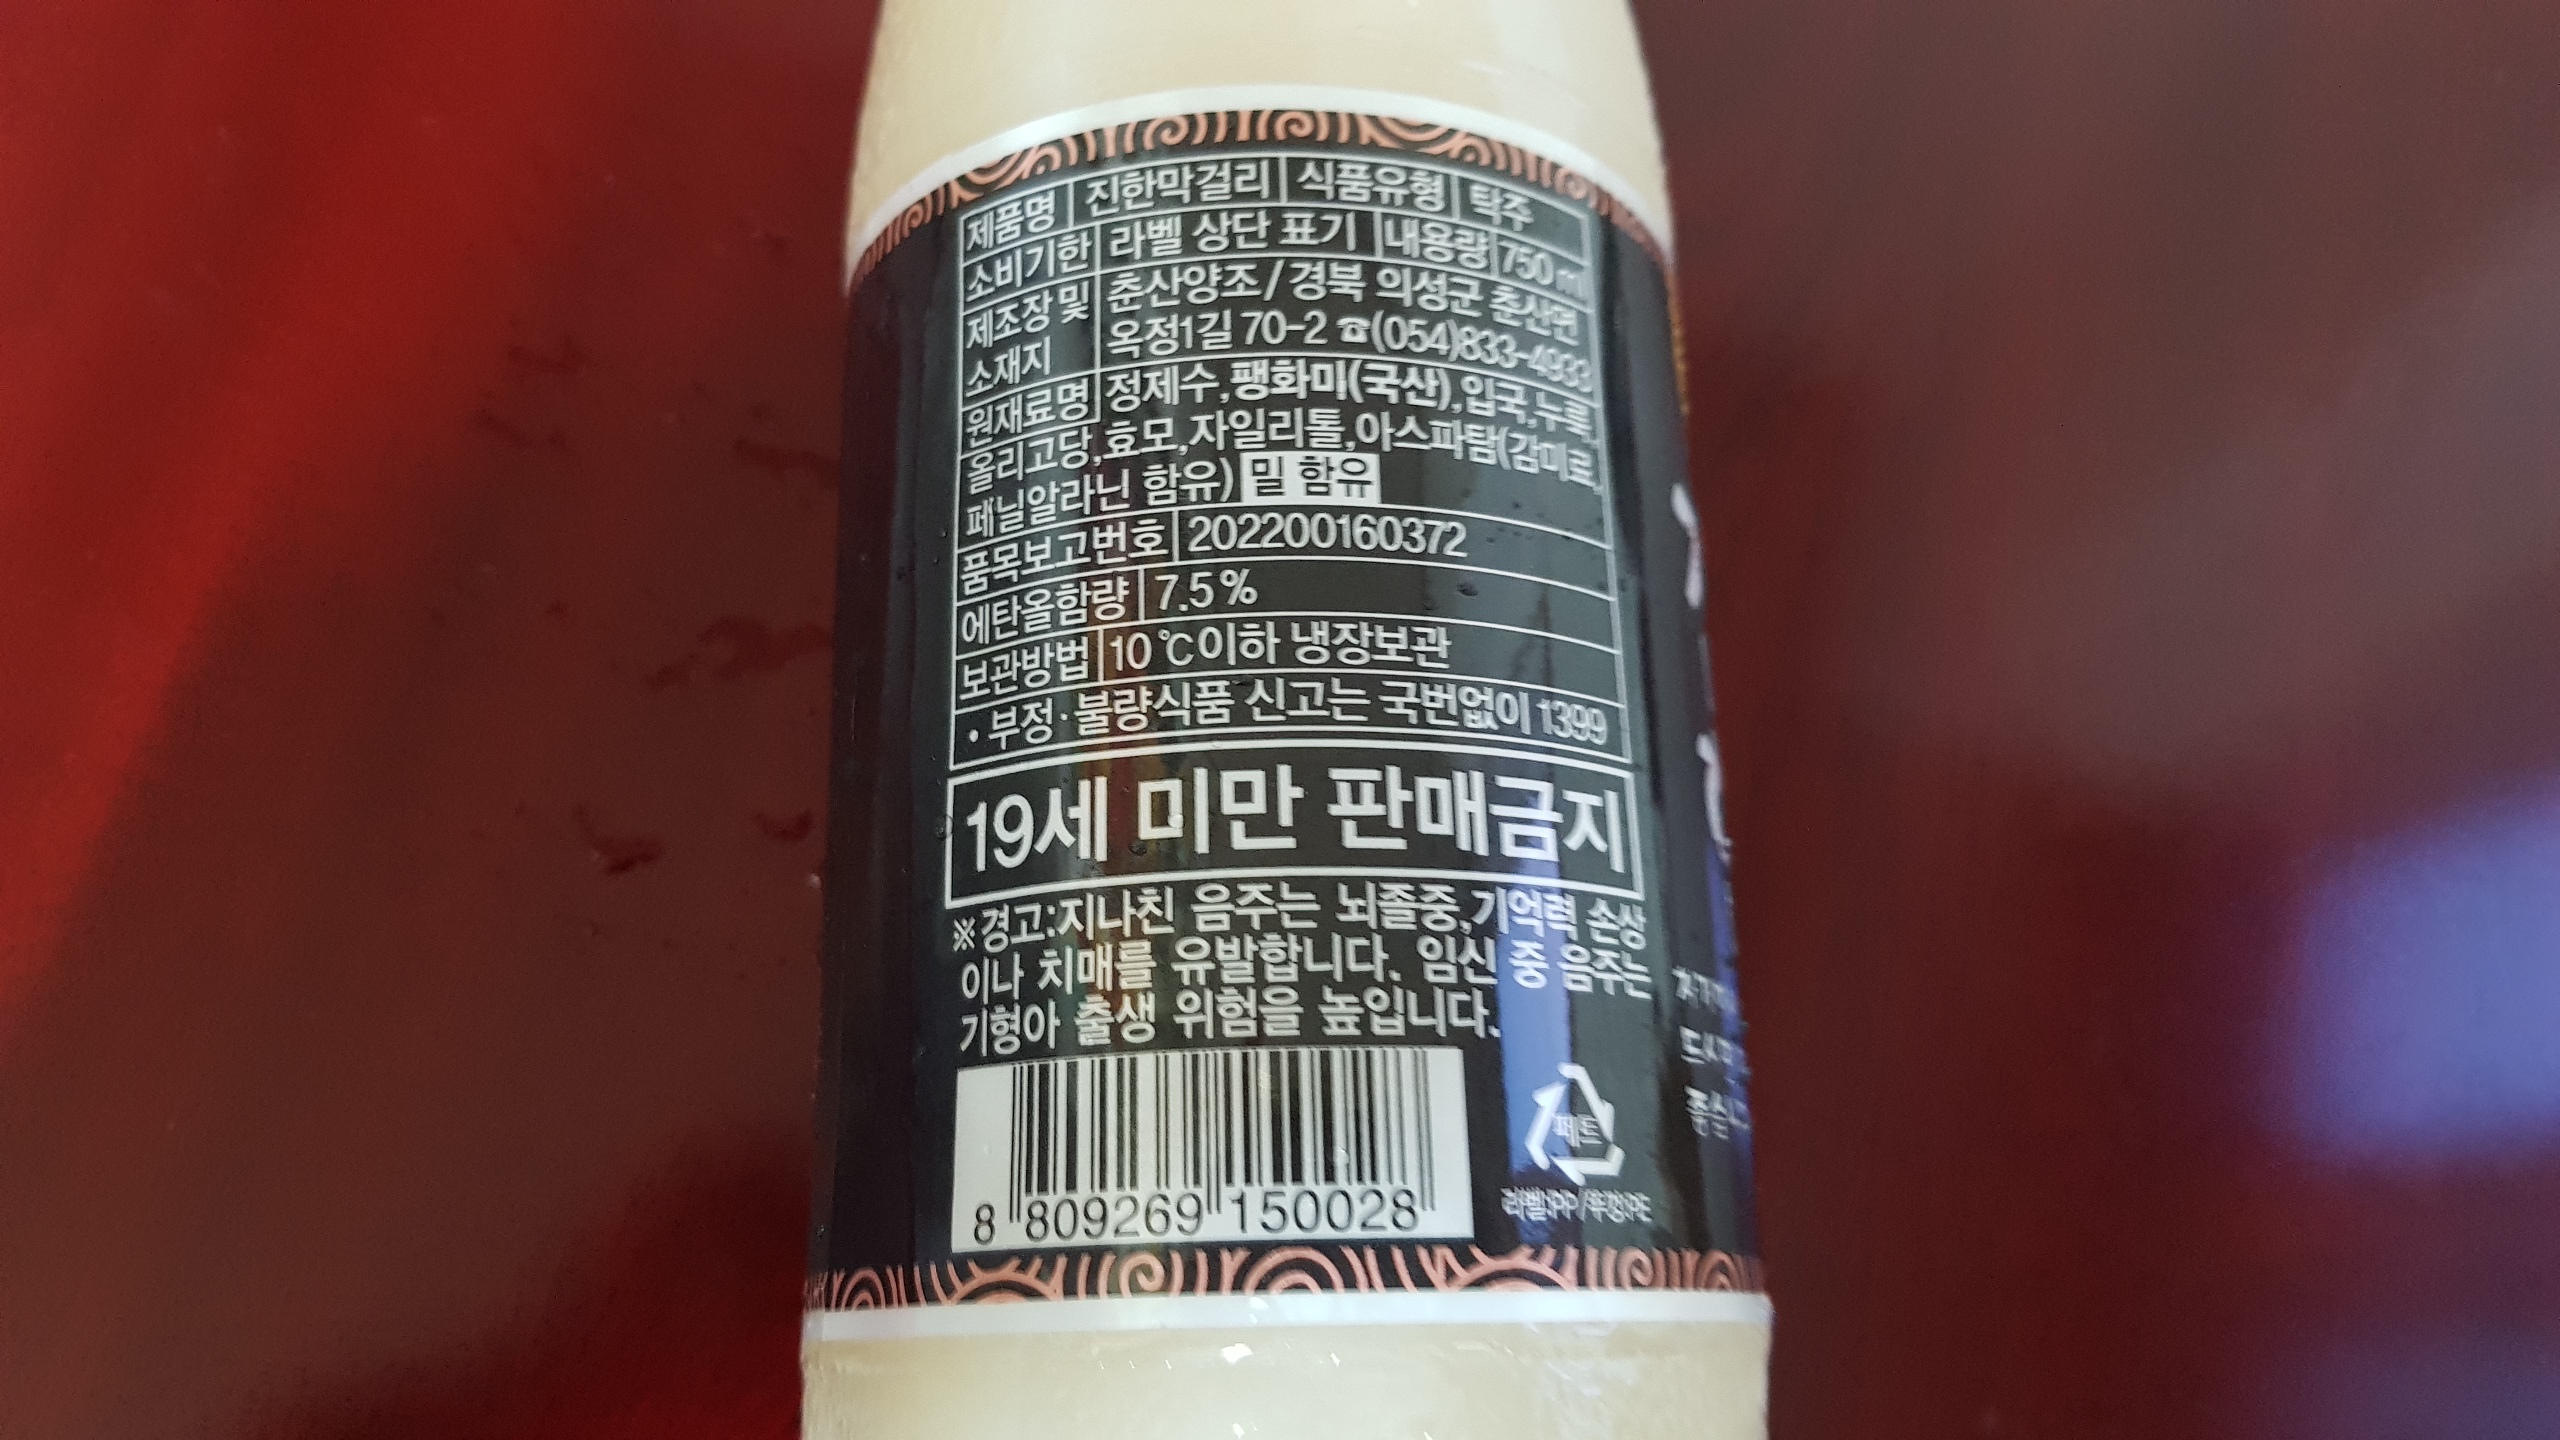 제품명 진한막걸리 식품유형 탁주
소비기한 라벨 상단 표기 내용량 750 ml
제조장 및 소재지 춘산양조/경북 의성군 춘산면
옥정1길 70-2 ☎(054)833-4933
원재료명 정제수,팽화미(국산),입국,누룩,
올리고당,효모,자일리톨,아스파탐(감미료,
페닐알라닌 함유) 밀 함유
품목보고번호 202200160372
에탄올함량 7.5%
보관방법 10℃이하 냉장보관
·부정·불량식품 신고는 국번없이 1399
19세 미만 판매금지
※경고:지나친 음주는 뇌졸중,기억력 손상
이나 치매를 유발합니다. 임신 중 음주는
기형아 출생 위험을 높입니다.
페트
라벨:PP/뚜껑:PE
8 809269 150028